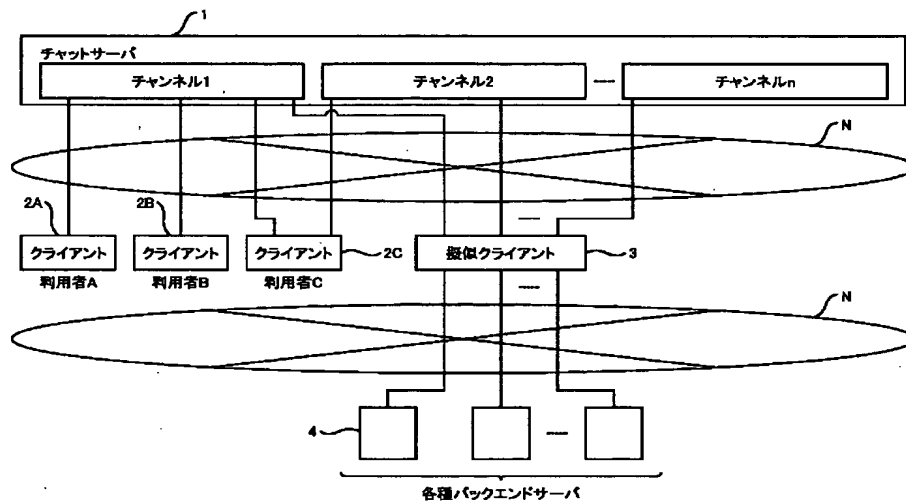 1
チャットサーバ
チャンネル1
チャンネル2
チャンネルn
N
2A
2B
クライアント
クライアント
クライアント
2C
擬似クライアント
3
利用者A
利用者B
利用者C
N
4
各種バックエンドサーバ